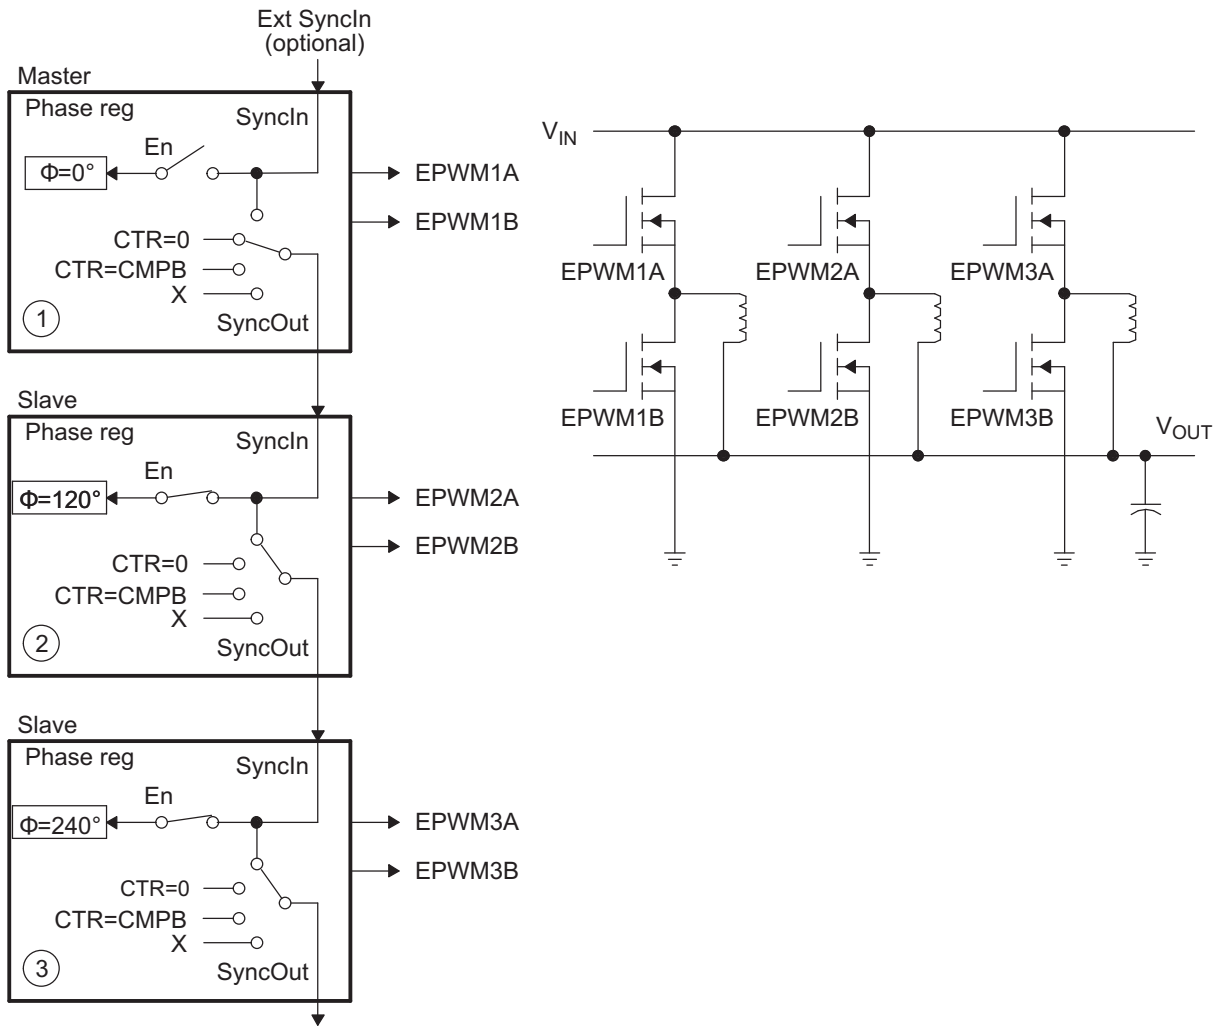 Ext SyncIn
(optional)
Master
Phase reg
SyncIn
En
Φ=0°
EPWM1A
EPWM1B
CTR=0
CTR=CMPB
X
1
SyncOut
Slave
Phase reg
SyncIn
En
Φ=120°
EPWM2A
EPWM2B
CTR=0
CTR=CMPB
X
2
SyncOut
Slave
Phase reg
SyncIn
En
Φ=240°
EPWM3A
EPWM3B
CTR=0
CTR=CMPB
X
3
SyncOut
VIN
EPWM1A
EPWM2A
EPWM3A
EPWM1B
EPWM2B
EPWM3B
VOUT